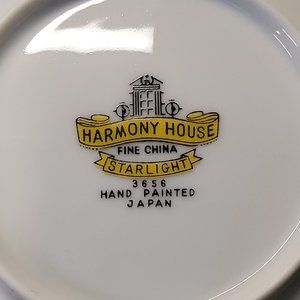 HARMONY HOUSE
FINE CHINA
STARLIGHT
3656
HAND PAINTED
JAPAN